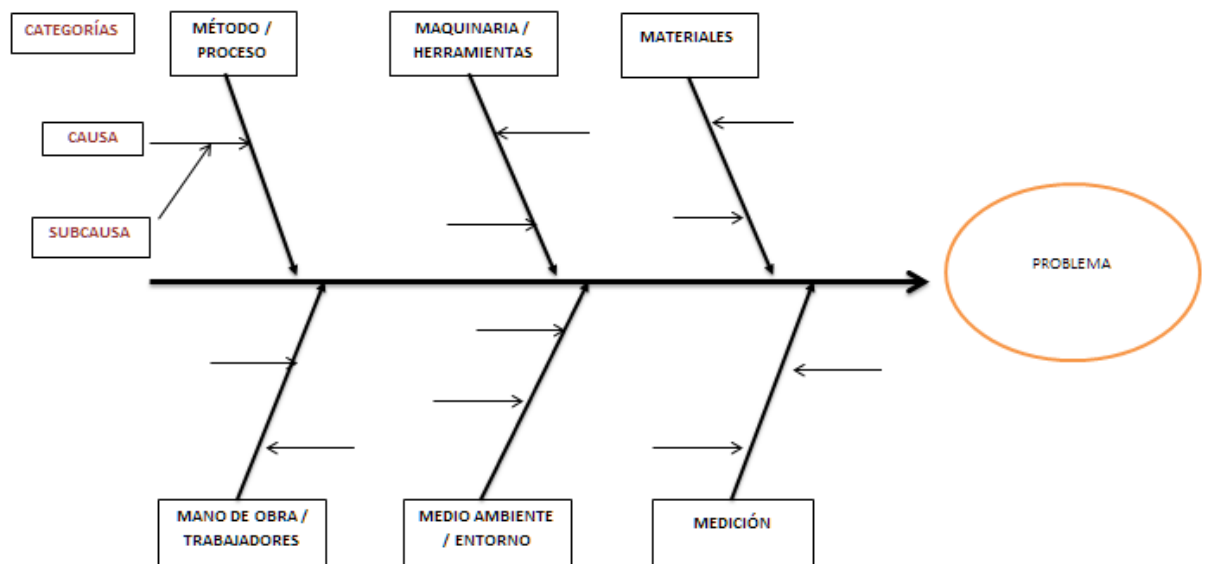 CATEGORÍAS
MÉTODO /
PROCESO
MAQUINARIA /
HERRAMIENTAS
MATERIALES
CAUSA
SUBCAUSA
PROBLEMA
MANO DE OBRA /
TRABAJADORES
MEDIO AMBIENTE
/ ENTORNO
MEDICIÓN